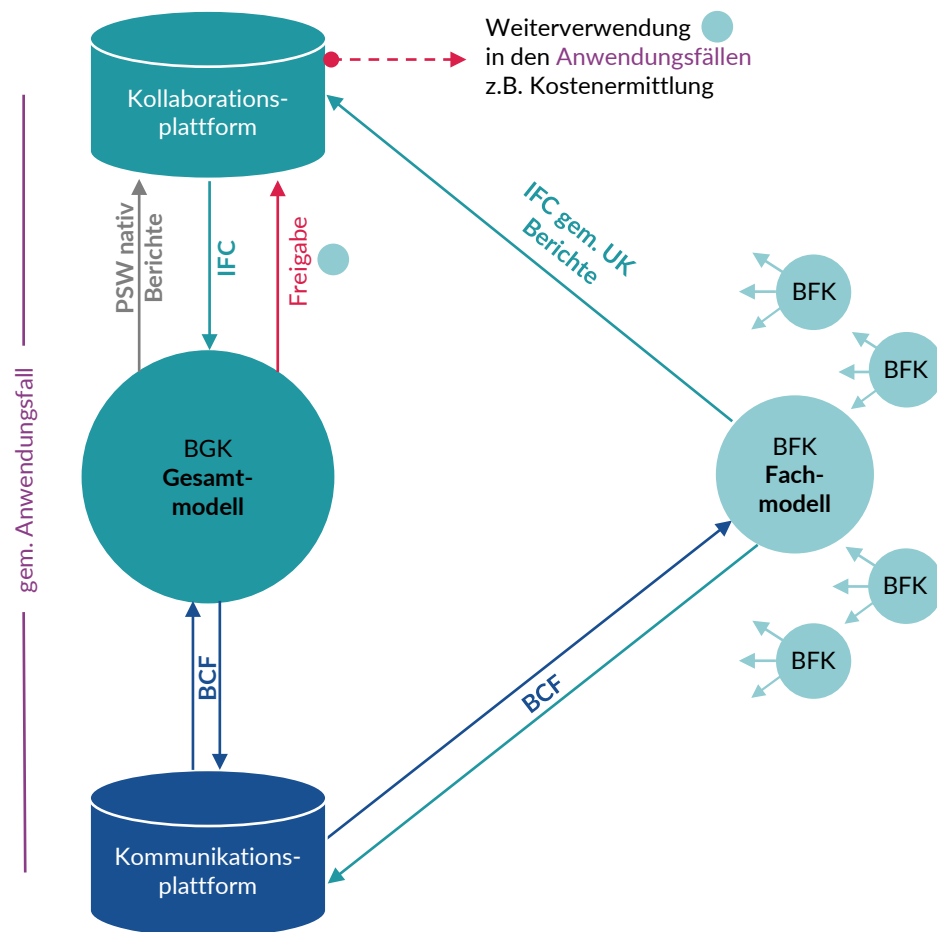 Weiterverwendung
in den Anwendungsfällen
z.B. Kostenermittlung
Kollaborations-
plattform
PSW nativ
Berichte
IFC
Freigabe
IFC gem. UK
Berichte
BFK
BFK
gem. Anwendungsfall
BGK
Gesamt-
modell
BFK
Fach-
modell
BFK
BFK
BCF
BCF
Kommunikations-
plattform